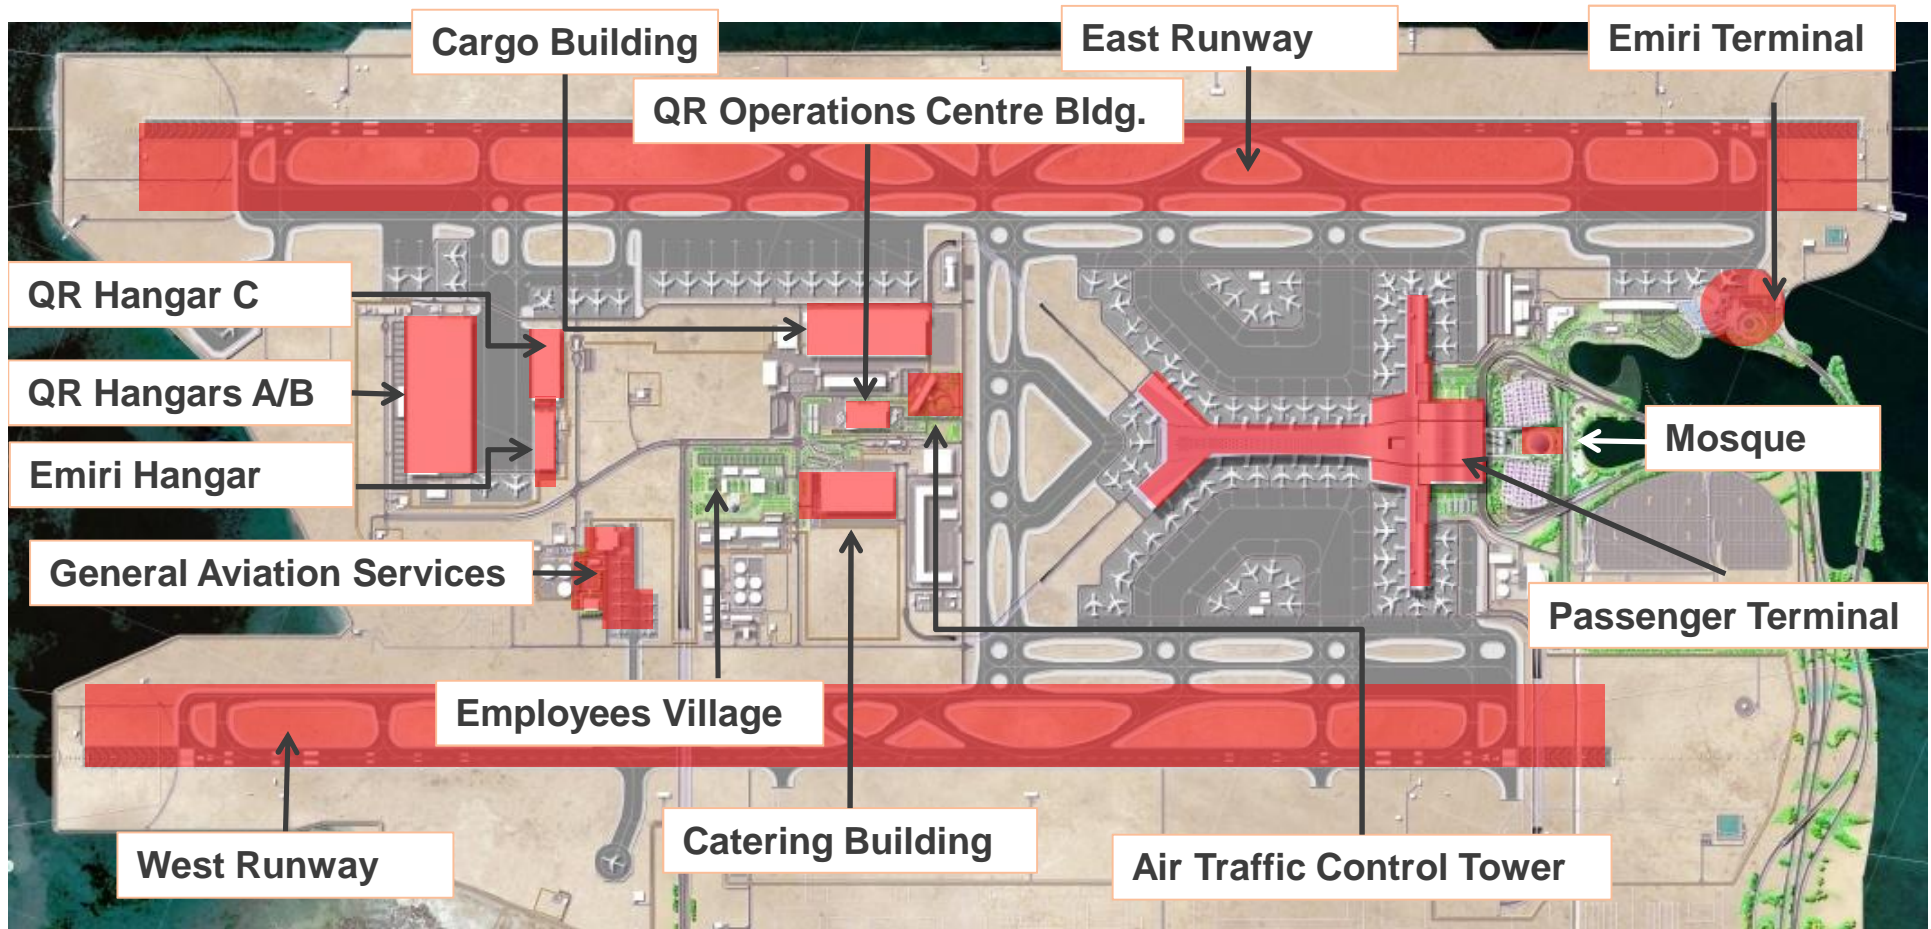 Cargo Building
East Runway
Emiri Terminal
QR Operations Centre Bldg.
QR Hangar C
QR Hangars A/B
Emiri Hangar
Mosque
General Aviation Services
Passenger Terminal
Employees Village
West Runway
Catering Building
Air Traffic Control Tower